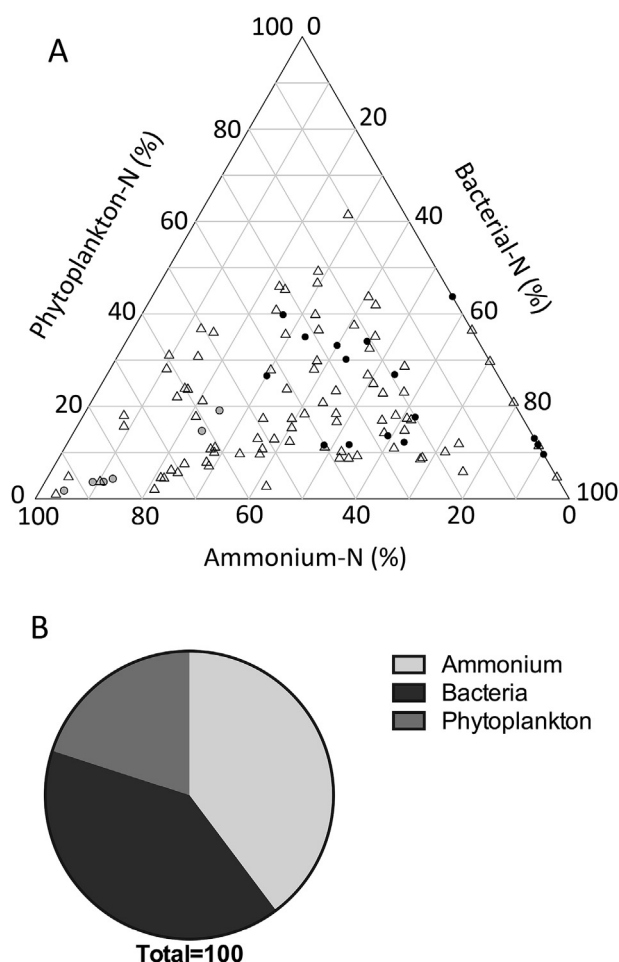 100 0
A
80 20
Phytoplankton-N (%)
Bacterial-N (%)
60 40
40 60
20 80
0 100
100 80 60 40 20 0
Ammonium-N (%)
B
Ammonium
Bacteria
Phytoplankton
Total=100